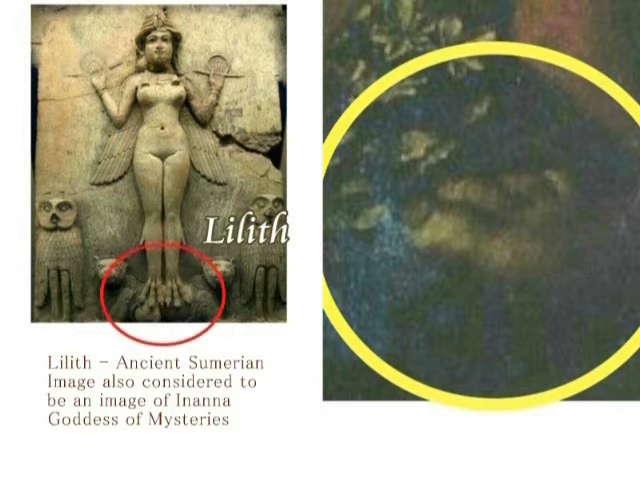 Lilith
Lilith - Ancient Sumerian
Image also considered to
be an image of Inanna
Goddess of Mysteries